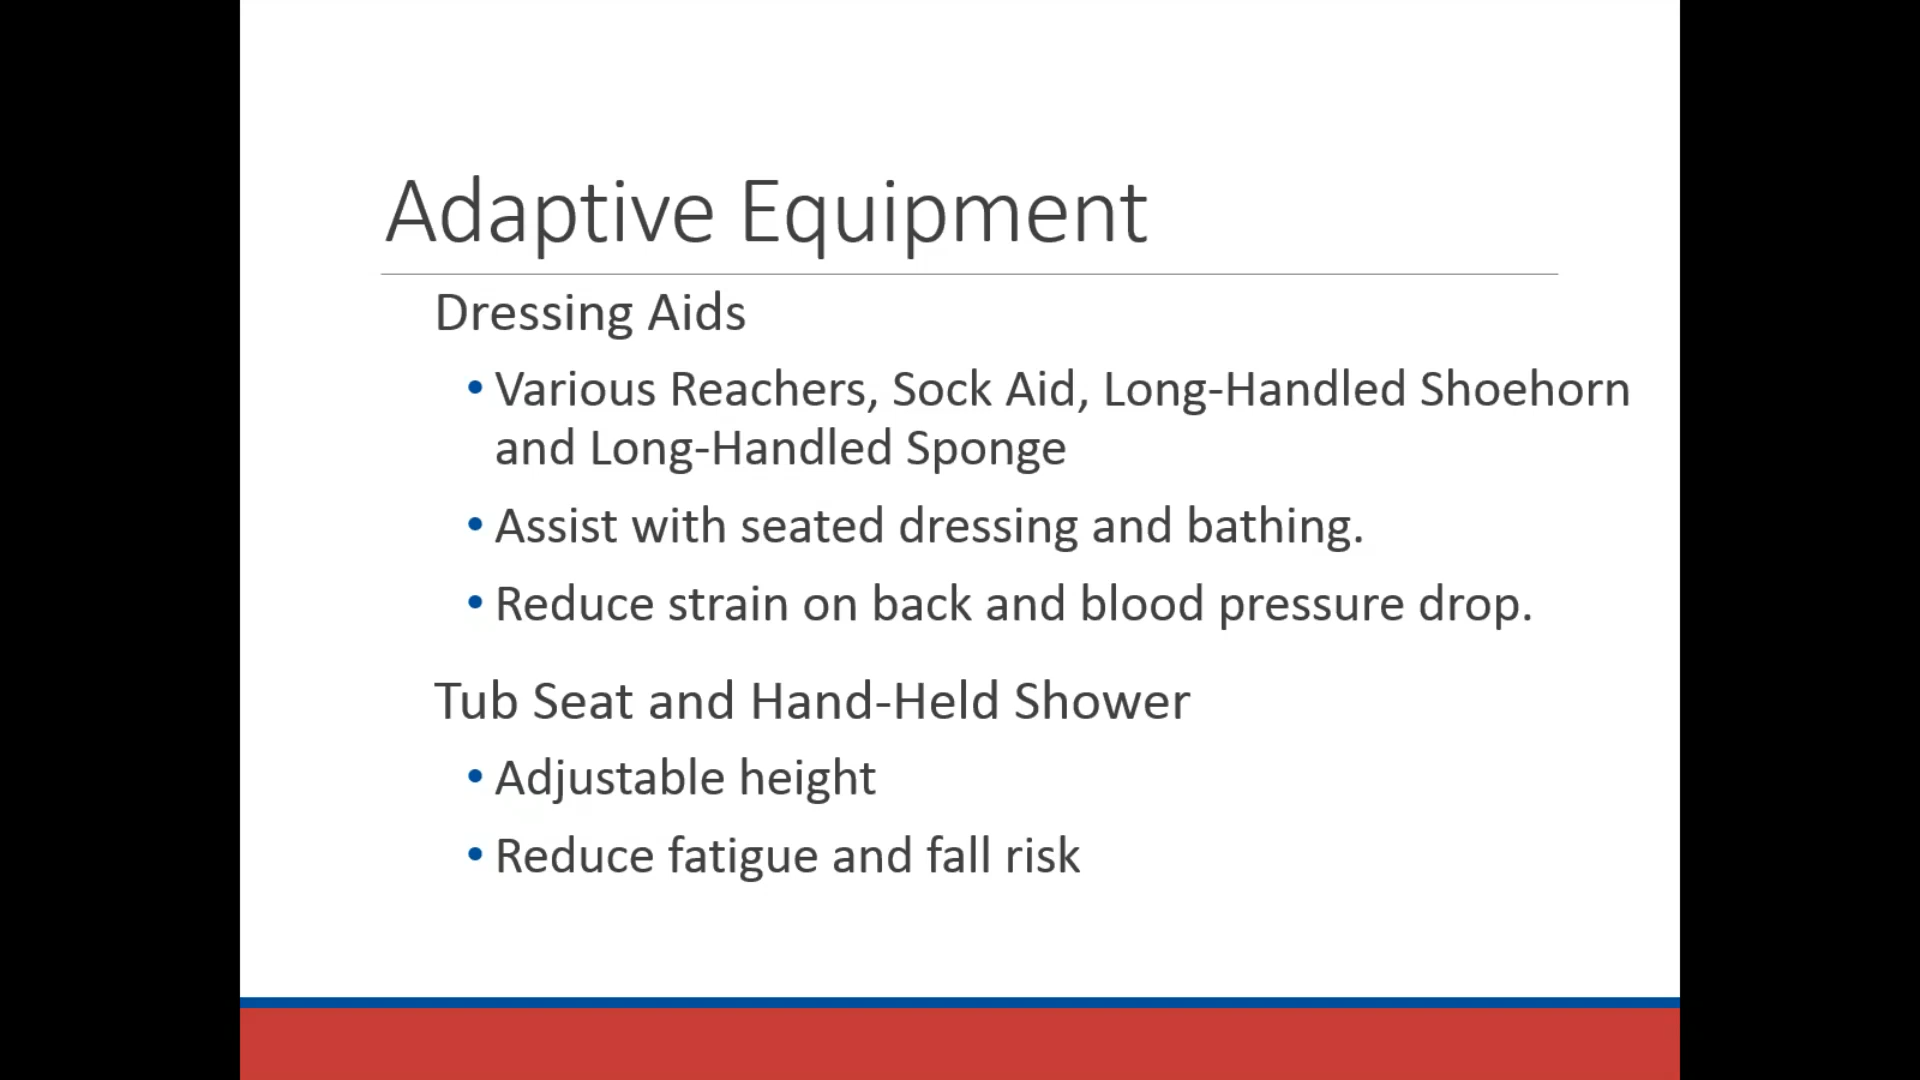 Adaptive Equipment
Dressing Aids
• Various Reachers, Sock Aid, Long-Handled Shoehorn
and Long-Handled Sponge
• Assist with seated dressing and bathing.
• Reduce strain on back and blood pressure drop.
Tub Seat and Hand-Held Shower
• Adjustable height
• Reduce fatigue and fall risk